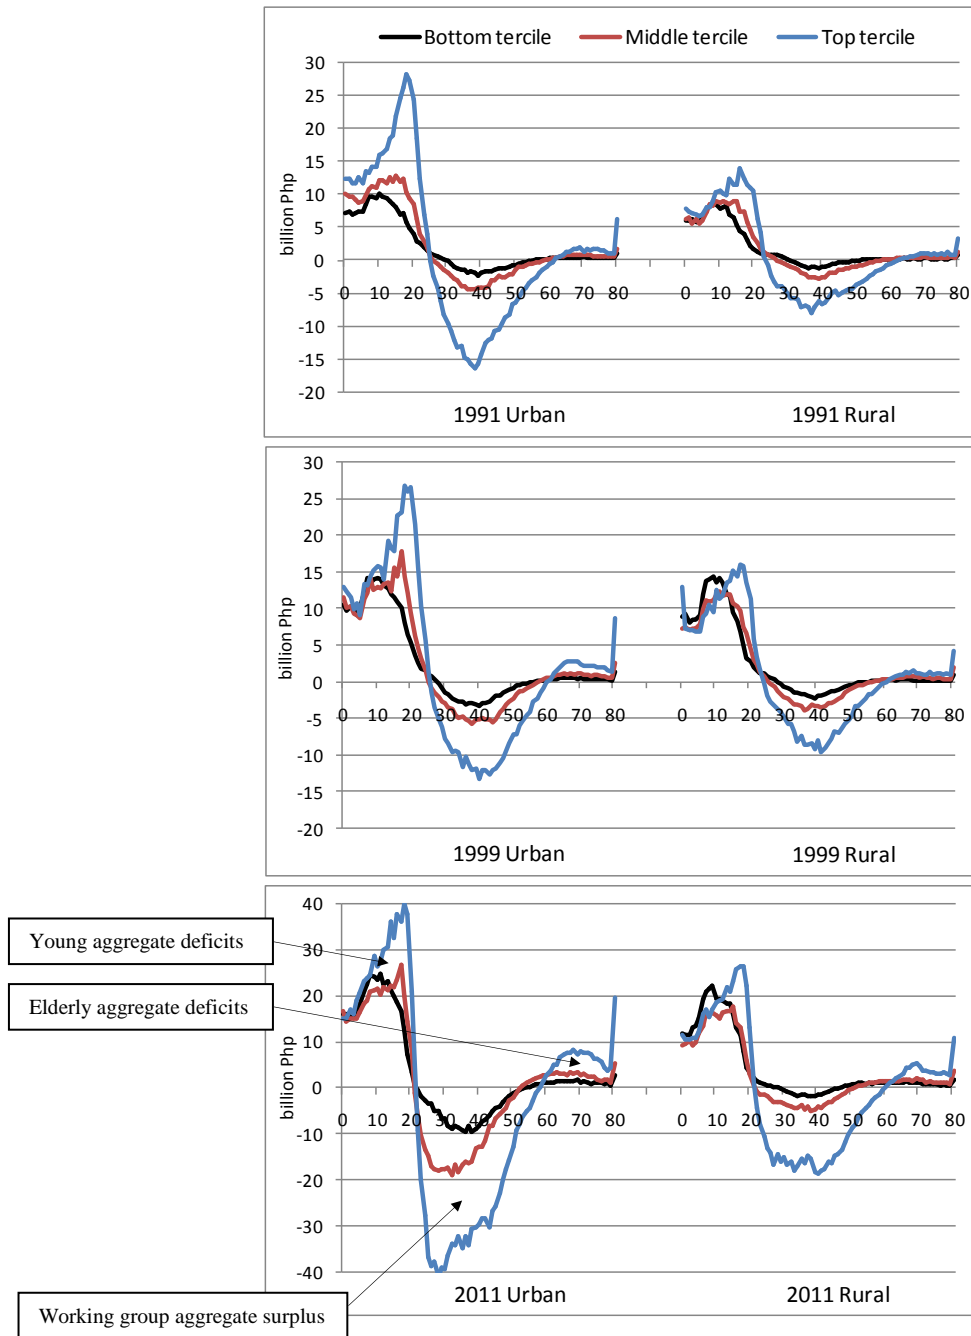 Bottom tercile Middle tercile Top tercile
30
25
20
15
10
5
0
-5
-10
-15
-20
billion Php
0 10 20 30 40 50 60 70 80 0 10 20 30 40 50 60 70 80
1991 Urban 1991 Rural
30
25
20
15
10
5
0
-5
-10
-15
-20
billion Php
0 10 20 30 40 50 60 70 80 0 10 20 30 40 50 60 70 80
1999 Urban 1999 Rural
40
30
20
10
0
-10
-20
-30
-40
billion Php
0 10 20 30 40 50 60 70 80 0 10 20 30 40 50 60 70 80
2011 Urban 2011 Rural
Young aggregate deficits
Elderly aggregate deficits
Working group aggregate surplus